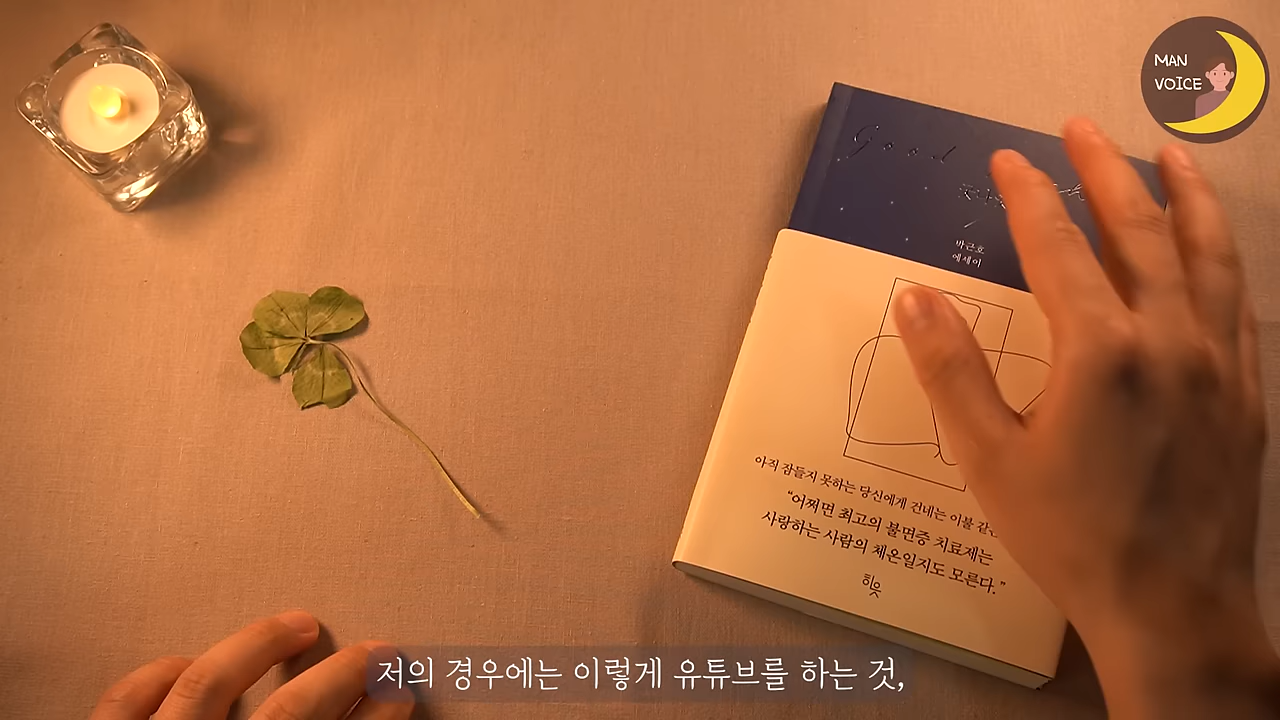 MAN
VOICE
Good
박근호
에세이
아직 잠들지 못하는 당신에게 건네는 이불 같은
“어쩌면 최고의 불면증 치료제는
사랑하는 사람의 체온일지도 모른다.”
히읏
저의 경우에는 이렇게 유튜브를 하는 것,